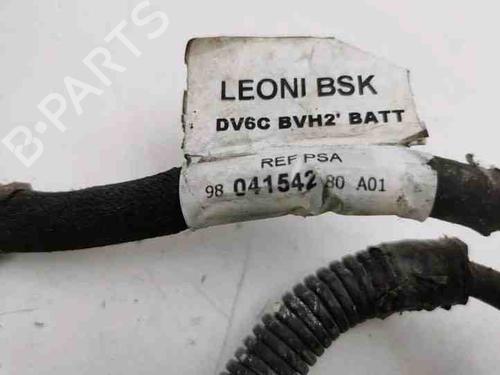 B-PARTS
LEONI BSK
DV6C BVH2' BATT
REF PSA
98 041542 80 A01